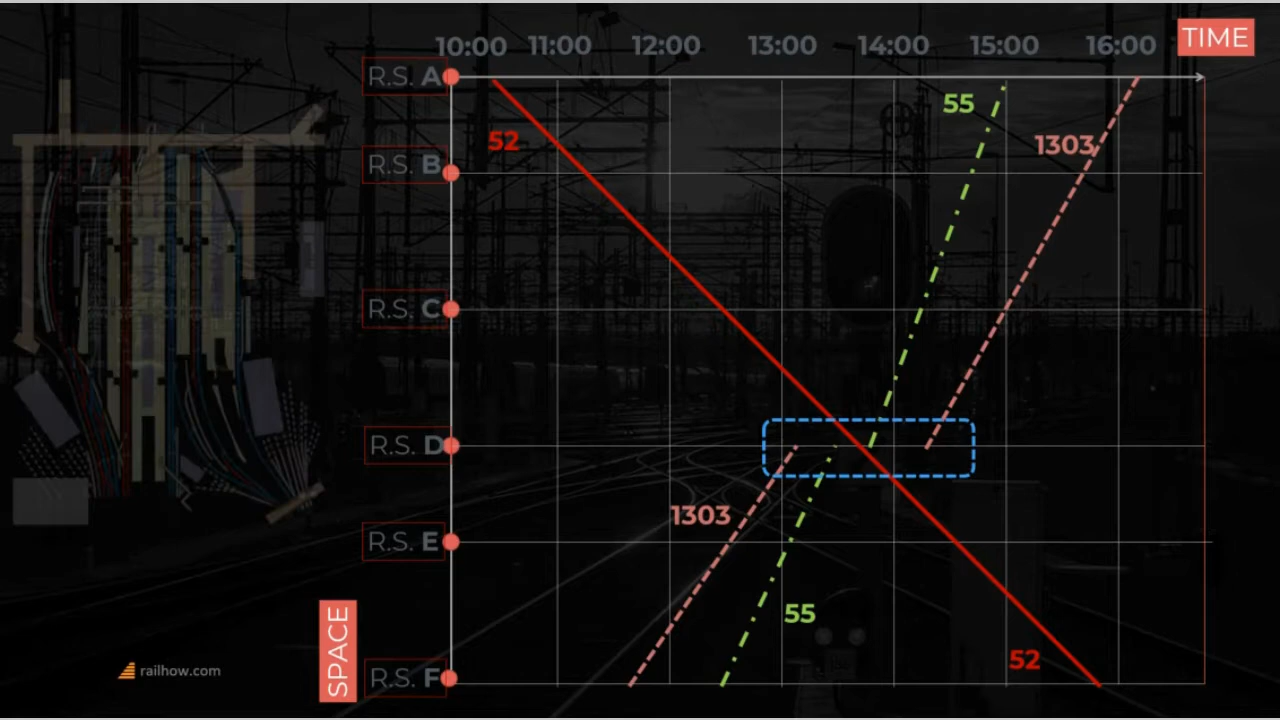 10:00 11:00 12:00 13:00 14:00 15:00 16:00 TIME
R.S. A
55
52
1303
R.S. B
R.S. C
R.S. D
1303
R.S. E
55
SPACE
52
railhow.com
R.S. F